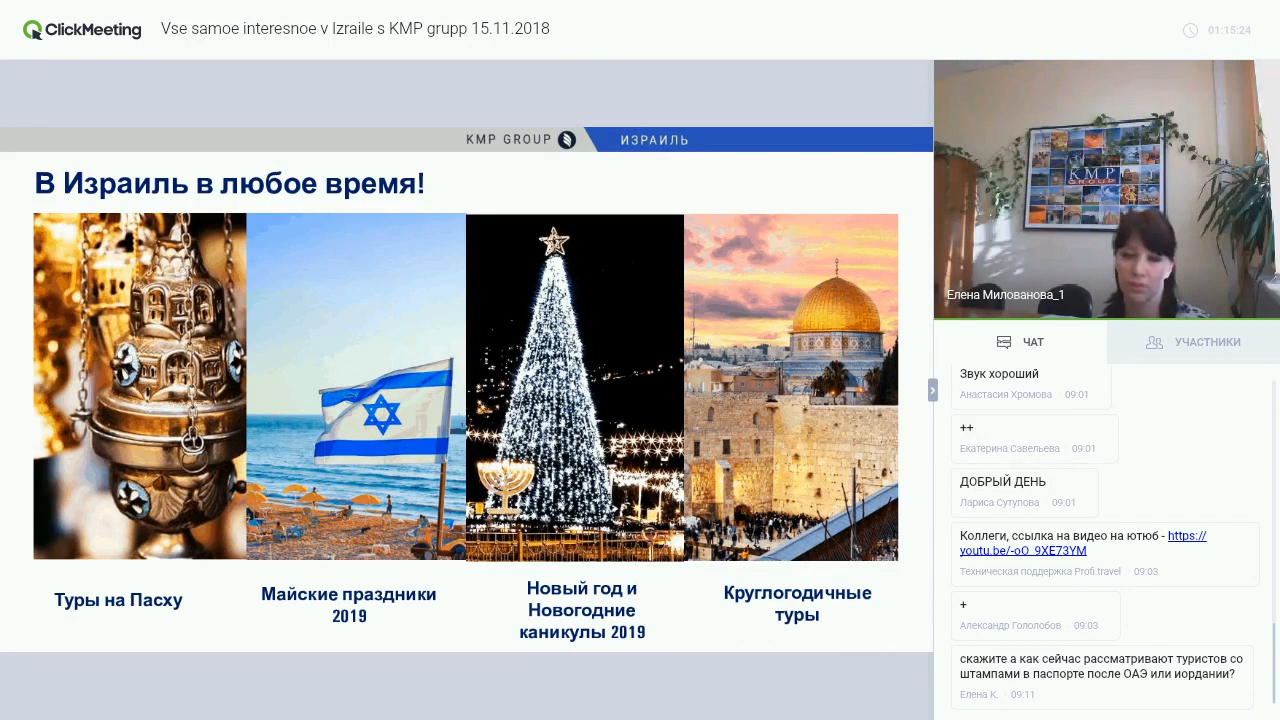 ClickMeeting
Vse samoe interesnoe v Izraile s KMP grupp 15.11.2018
01:15:24
KMP GROUP
ИЗРАИЛЬ
В Израиль в любое время!
Туры на Пасху
Майские праздники
2019
Новый год и
Новогодние
каникулы 2019
Круглогодичные
туры
KMP
GROUP
Елена Милованова_1
ЧАТ
УЧАСТНИКИ
Звук хороший
Анастасия Хромова · 09:01
++
Екатерина Савельева · 09:01
ДОБРЫЙ ДЕНЬ
Лариса Сутупова · 09:01
Коллеги, ссылка на видео на ютюб - https://
youtu.be/-oO_9XE73YM
Техническая поддержка Profi.travel · 09:03
+
Александр Гололобов · 09:03
скажите а как сейчас рассматривают туристов со
штампами в паспорте после ОАЭ или иордании?
Елена К. · 09:11